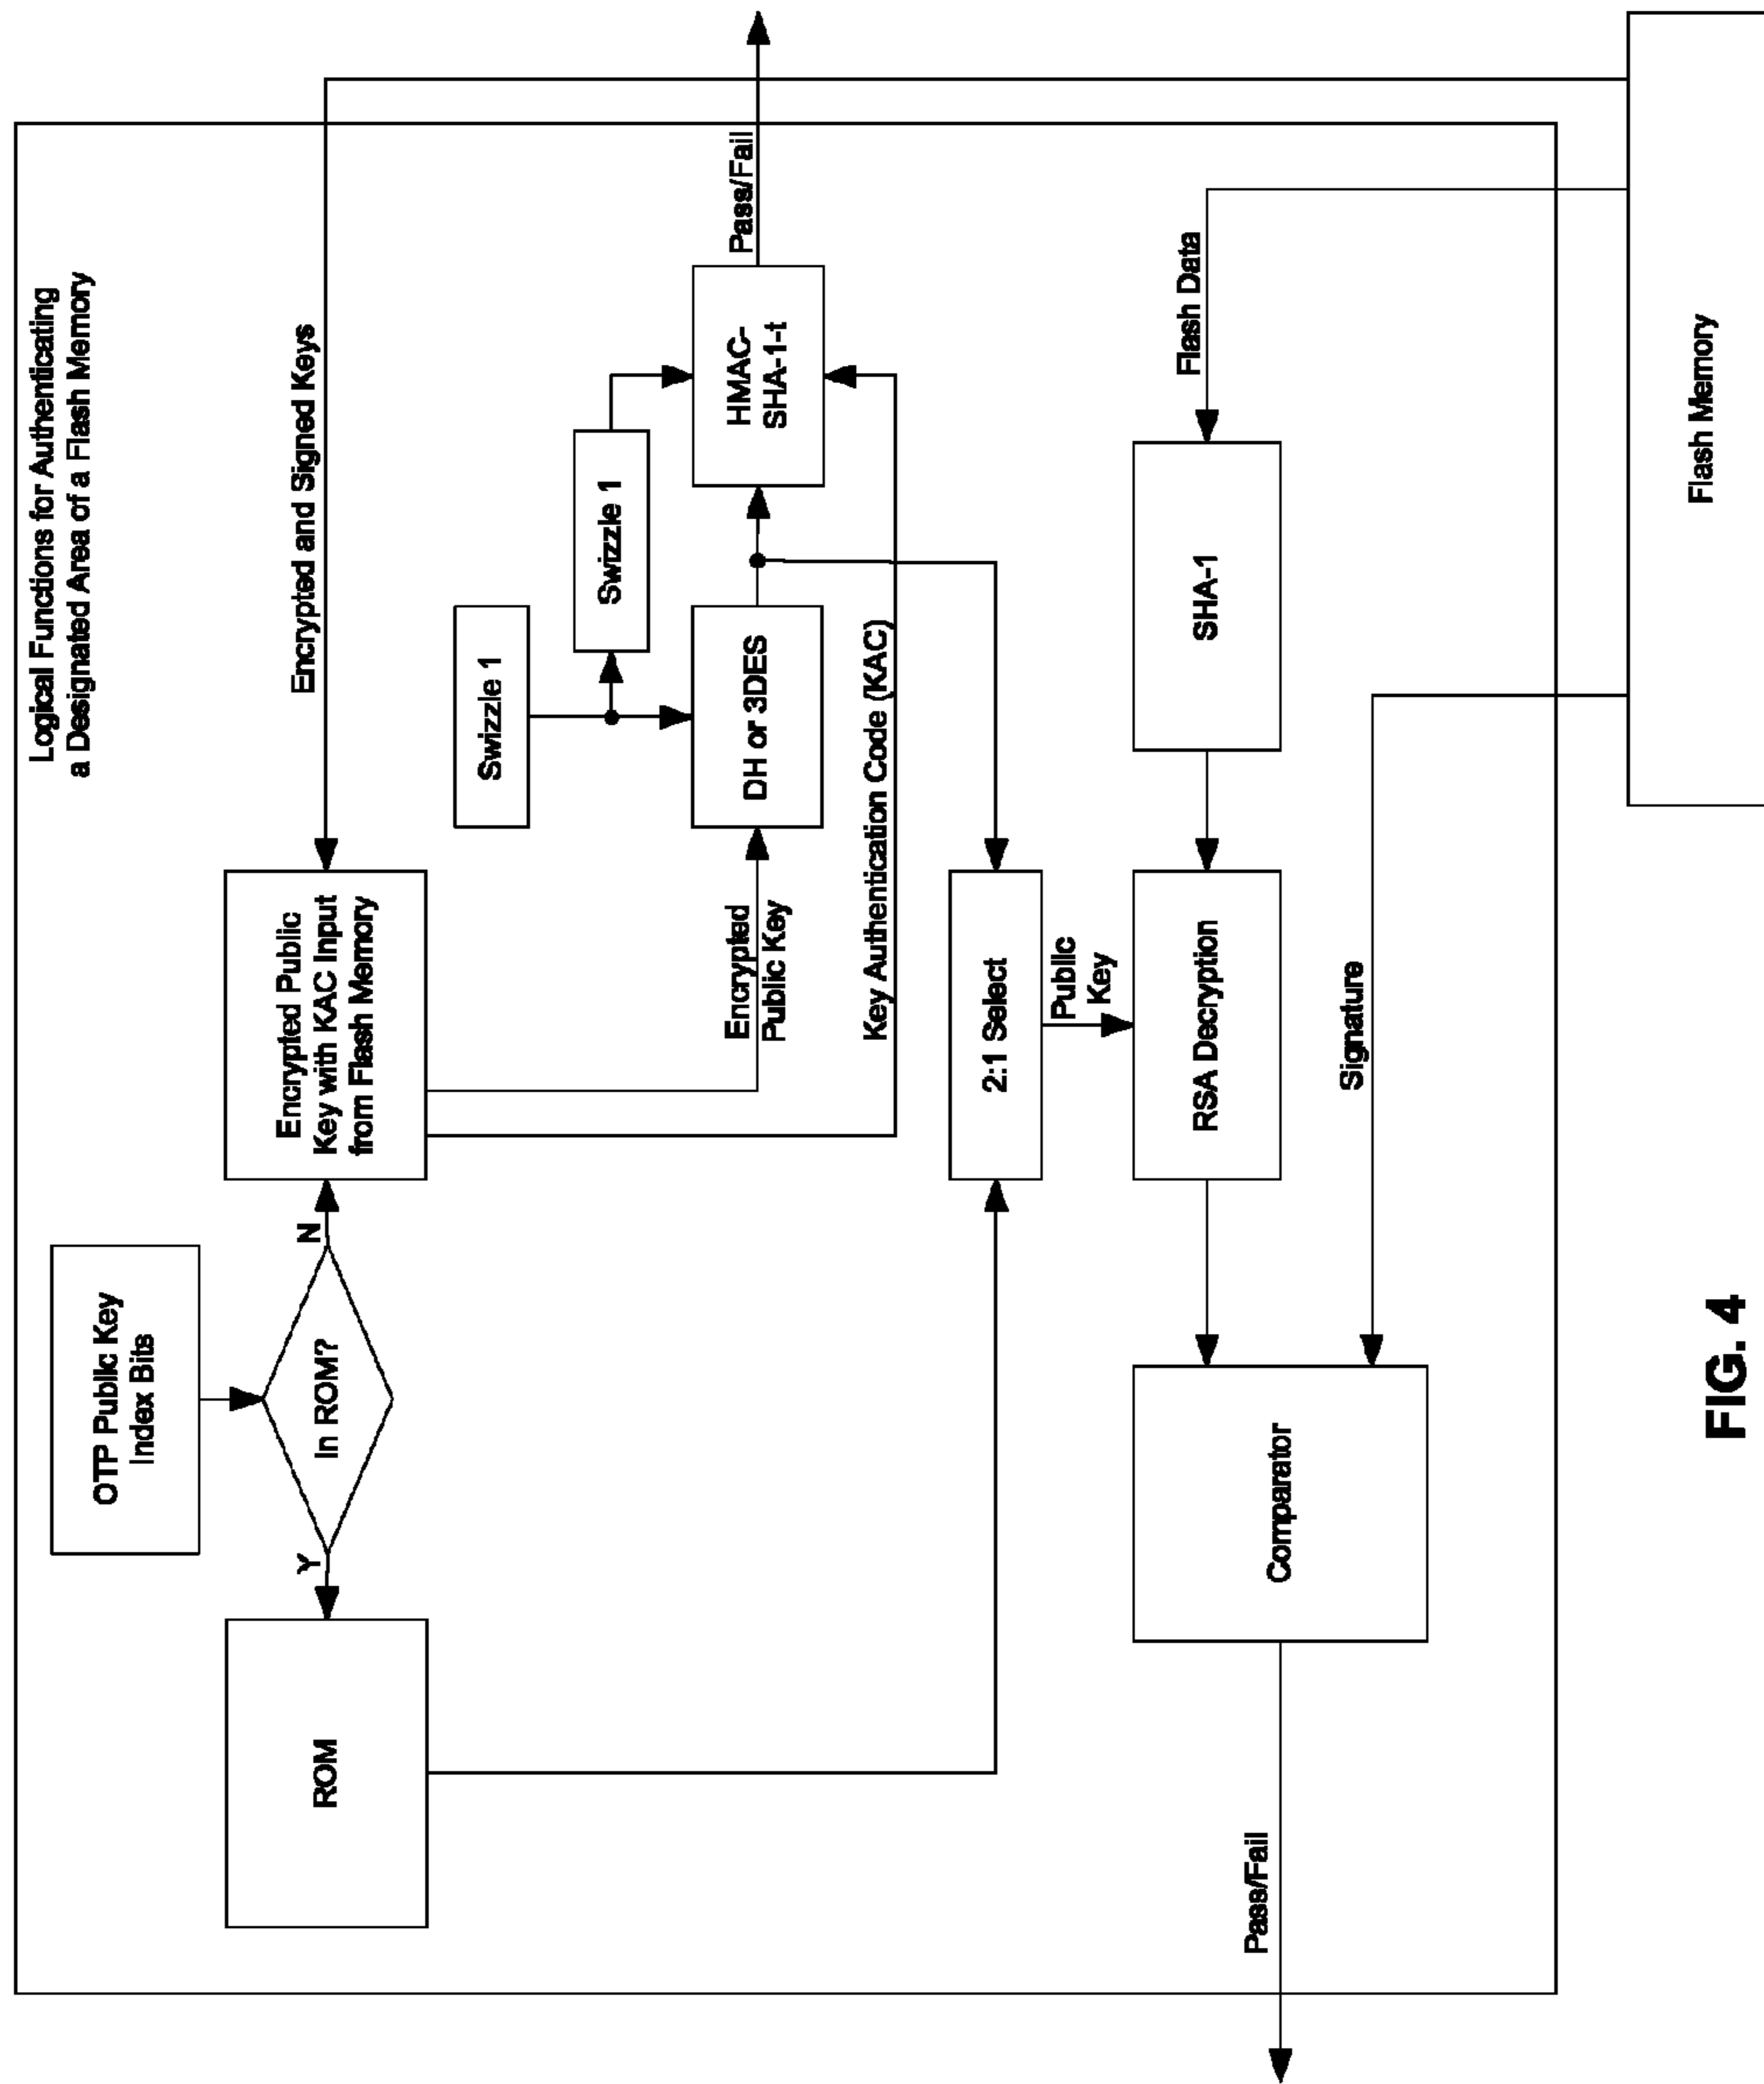 Logical Functions for Authenticating
a Designated Area of a Flash Memory
OTP Public Key
Index Bits
In ROM?
Y
N
ROM
Encrypted Public
Key with KAC Input
from Flash Memory
Encrypted and Signed Keys
Swizzle 1
Swizzle 1
DH or 3DES
HMAC-
SHA-1-t
Pass/Fail
Encrypted
Public Key
Key Authentication Code (KAC)
2:1 Select
Public
Key
RSA Decryption
SHA-1
Flash Data
Comparator
Signature
Pass/Fail
Flash Memory
FIG. 4